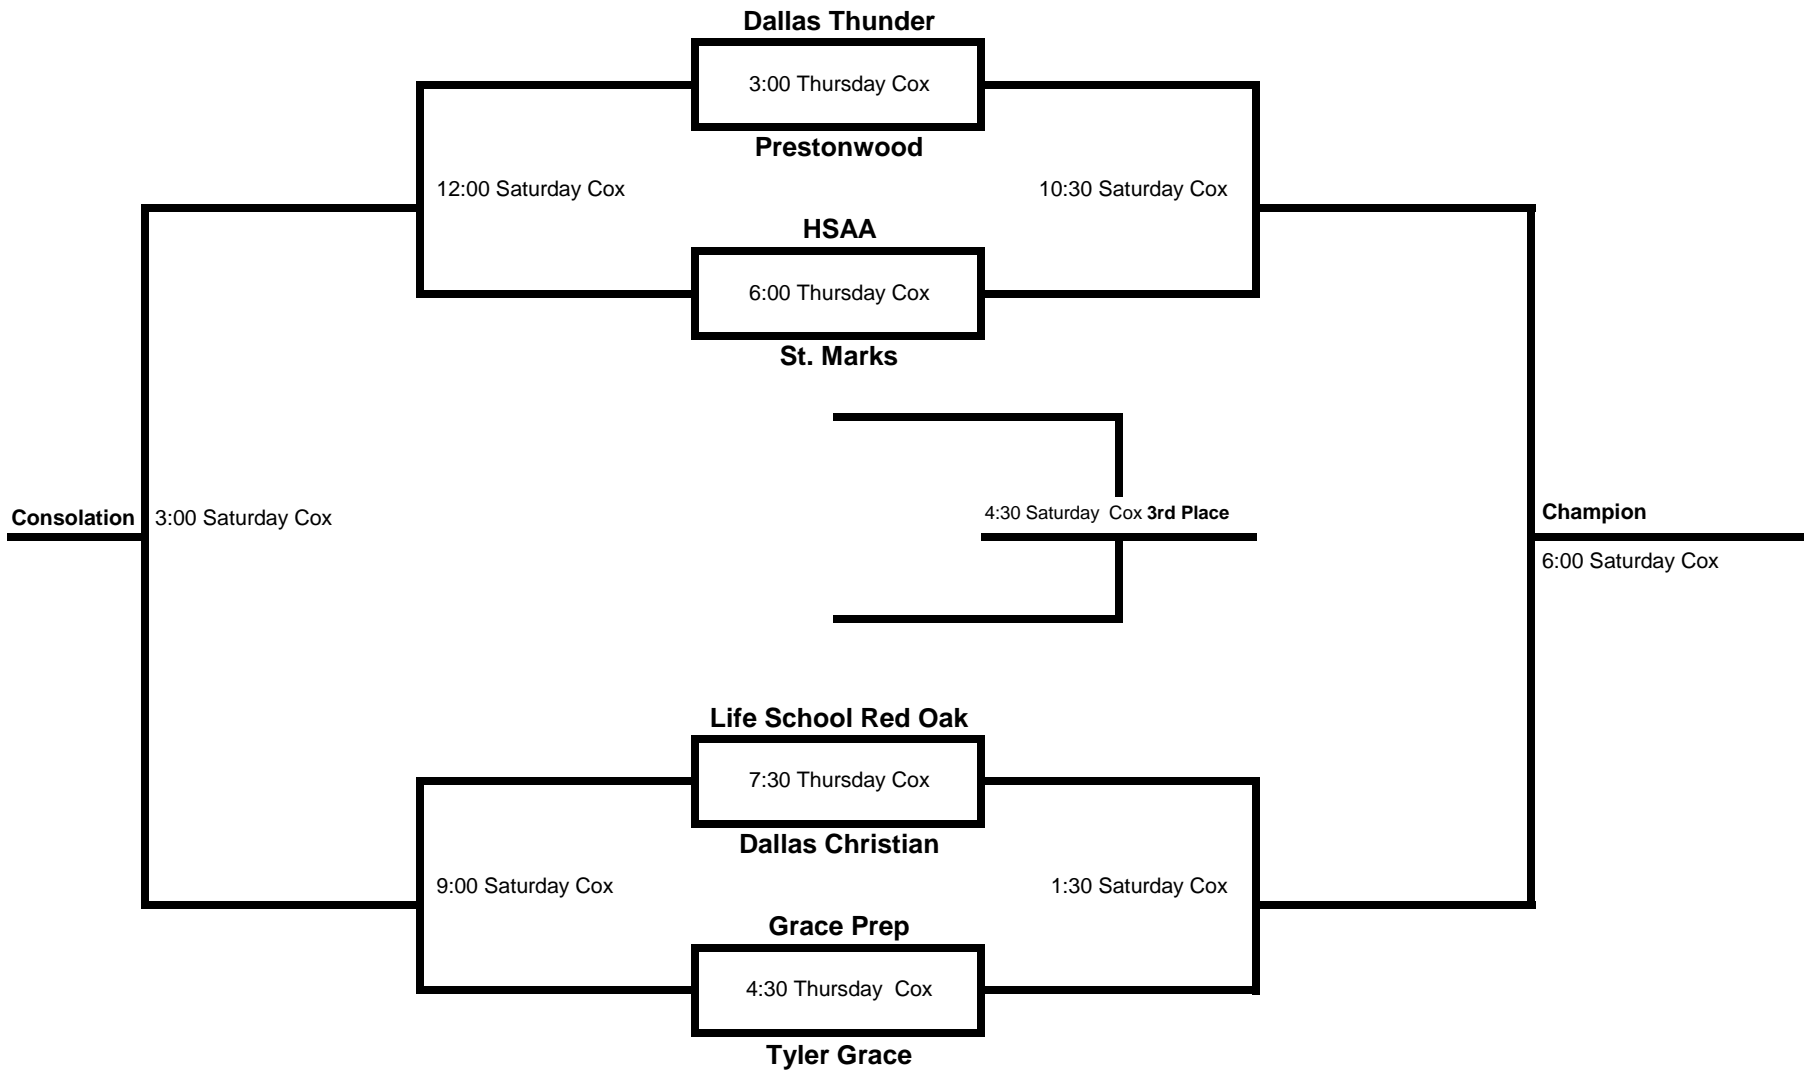 Dallas Thunder
3:00 Thursday Cox
Prestonwood
12:00 Saturday Cox
10:30 Saturday Cox
HSAA
6:00 Thursday Cox
St. Marks
Consolation
3:00 Saturday Cox
4:30 Saturday  Cox 3rd Place
Champion
6:00 Saturday Cox
Life School Red Oak
7:30 Thursday Cox
Dallas Christian
9:00 Saturday Cox
1:30 Saturday Cox
Grace Prep
4:30 Thursday  Cox
Tyler Grace